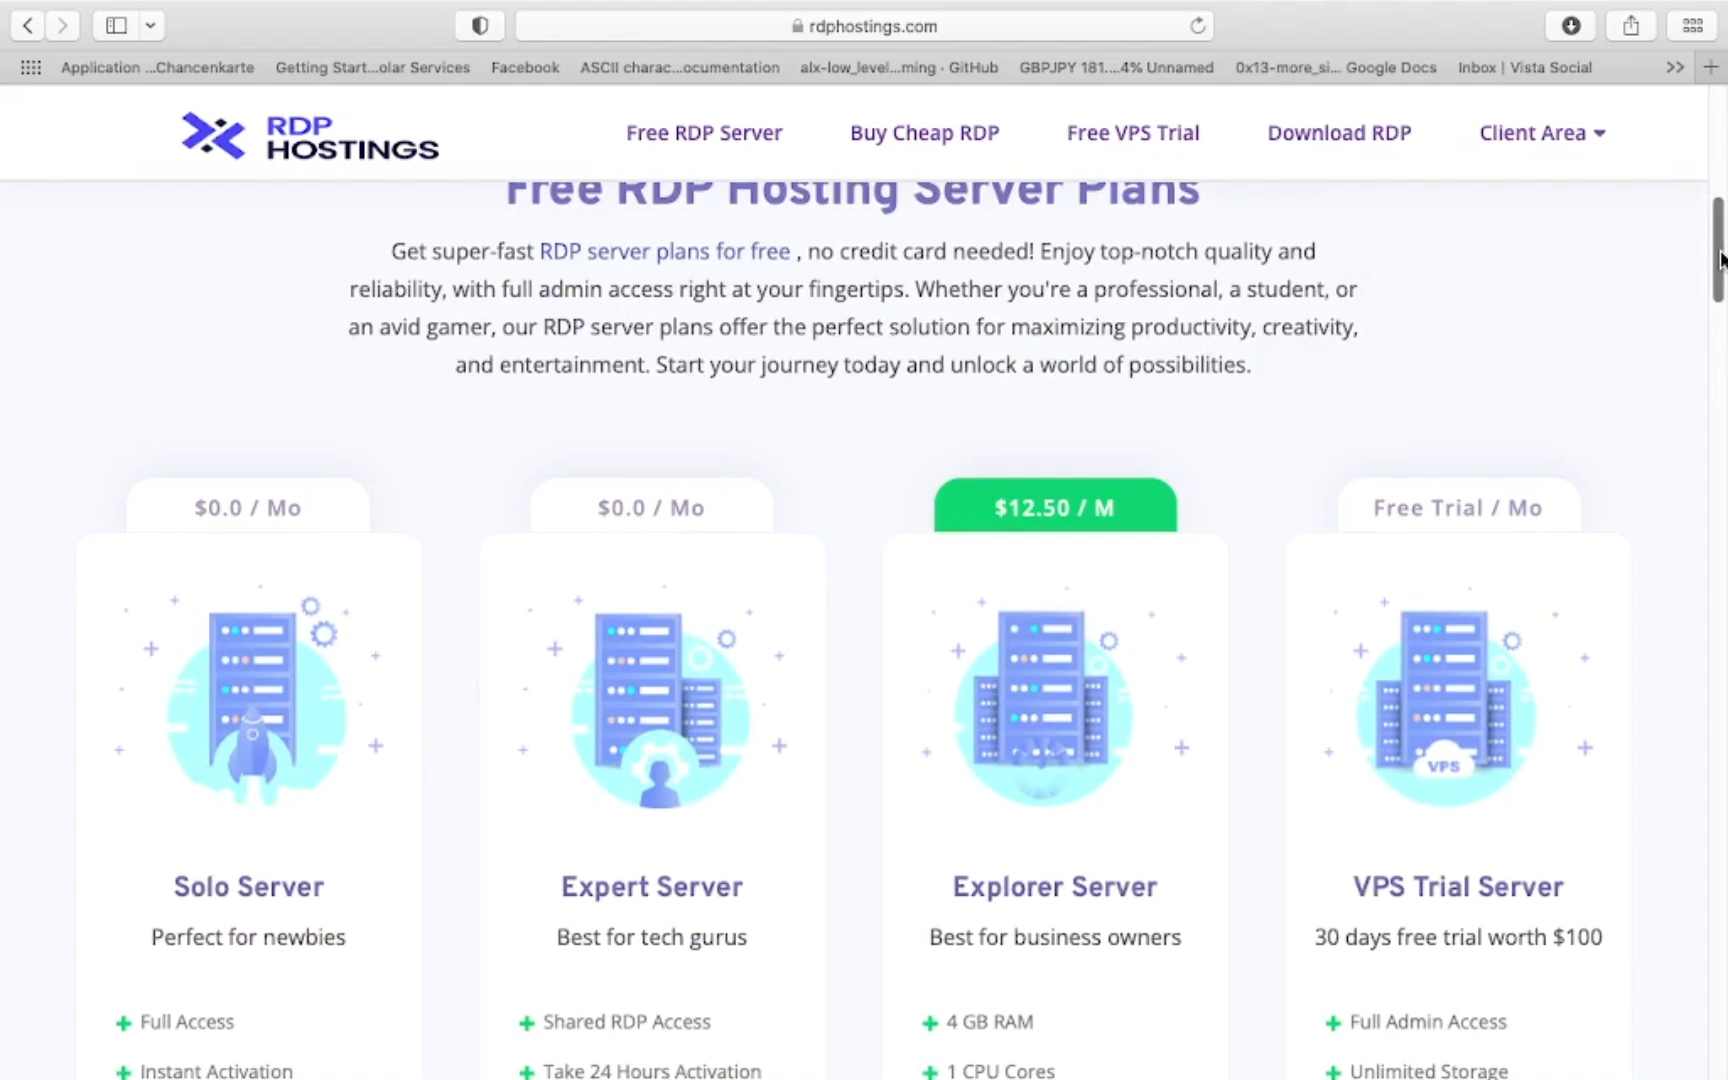 rdphostings.com
Application ...Chancenkarte Getting Start...olar Services Facebook ASCII charac...ocumentation alx-low_level...ming · GitHub GBPJPY 181....4% Unnamed 0x13-more_si... Google Docs Inbox | Vista Social
RDP
HOSTINGS
Free RDP Server Buy Cheap RDP Free VPS Trial Download RDP Client Area
Free RDP Hosting Server Plans
Get super-fast RDP server plans for free , no credit card needed! Enjoy top-notch quality and
reliability, with full admin access right at your fingertips. Whether you're a professional, a student, or
an avid gamer, our RDP server plans offer the perfect solution for maximizing productivity, creativity,
and entertainment. Start your journey today and unlock a world of possibilities.
$0.0 / Mo $0.0 / Mo $12.50 / M Free Trial / Mo
VPS
Solo Server Expert Server Explorer Server VPS Trial Server
Perfect for newbies Best for tech gurus Best for business owners 30 days free trial worth $100
Full Access Shared RDP Access 4 GB RAM Full Admin Access
Instant Activation Take 24 Hours Activation 1 CPU Cores Unlimited Storage